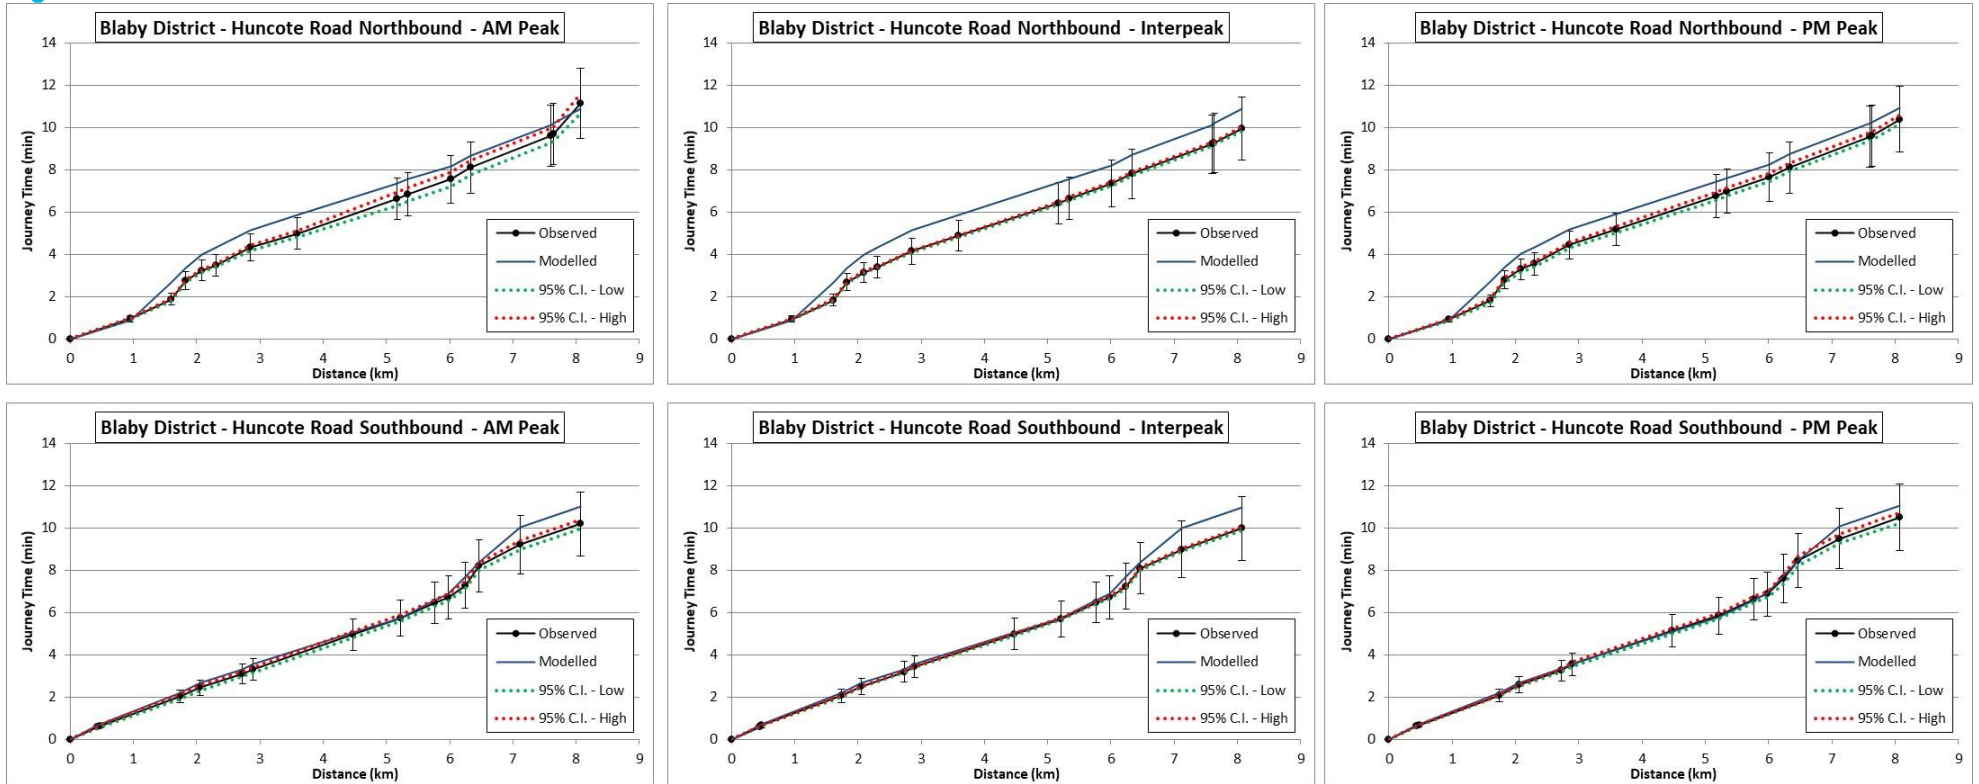 Blaby District - Huncote Road Northbound - AM Peak
14
12
10
8
6
4
2
0
Journey Time (min)
0 1 2 3 4 5 6 7 8 9
Distance (km)
Observed
Modelled
95% C.I. - Low
95% C.I. - High
Blaby District - Huncote Road Northbound - Interpeak
14
12
10
8
6
4
2
0
Journey Time (min)
0 1 2 3 4 5 6 7 8 9
Distance (km)
Observed
Modelled
95% C.I. - Low
95% C.I. - High
Blaby District - Huncote Road Northbound - PM Peak
14
12
10
8
6
4
2
0
Journey Time (min)
0 1 2 3 4 5 6 7 8 9
Distance (km)
Observed
Modelled
95% C.I. - Low
95% C.I. - High
Blaby District - Huncote Road Southbound - AM Peak
14
12
10
8
6
4
2
0
Journey Time (min)
0 1 2 3 4 5 6 7 8 9
Distance (km)
Observed
Modelled
95% C.I. - Low
95% C.I. - High
Blaby District - Huncote Road Southbound - Interpeak
14
12
10
8
6
4
2
0
Journey Time (min)
0 1 2 3 4 5 6 7 8 9
Distance (km)
Observed
Modelled
95% C.I. - Low
95% C.I. - High
Blaby District - Huncote Road Southbound - PM Peak
14
12
10
8
6
4
2
0
Journey Time (min)
0 1 2 3 4 5 6 7 8 9
Distance (km)
Observed
Modelled
95% C.I. - Low
95% C.I. - High